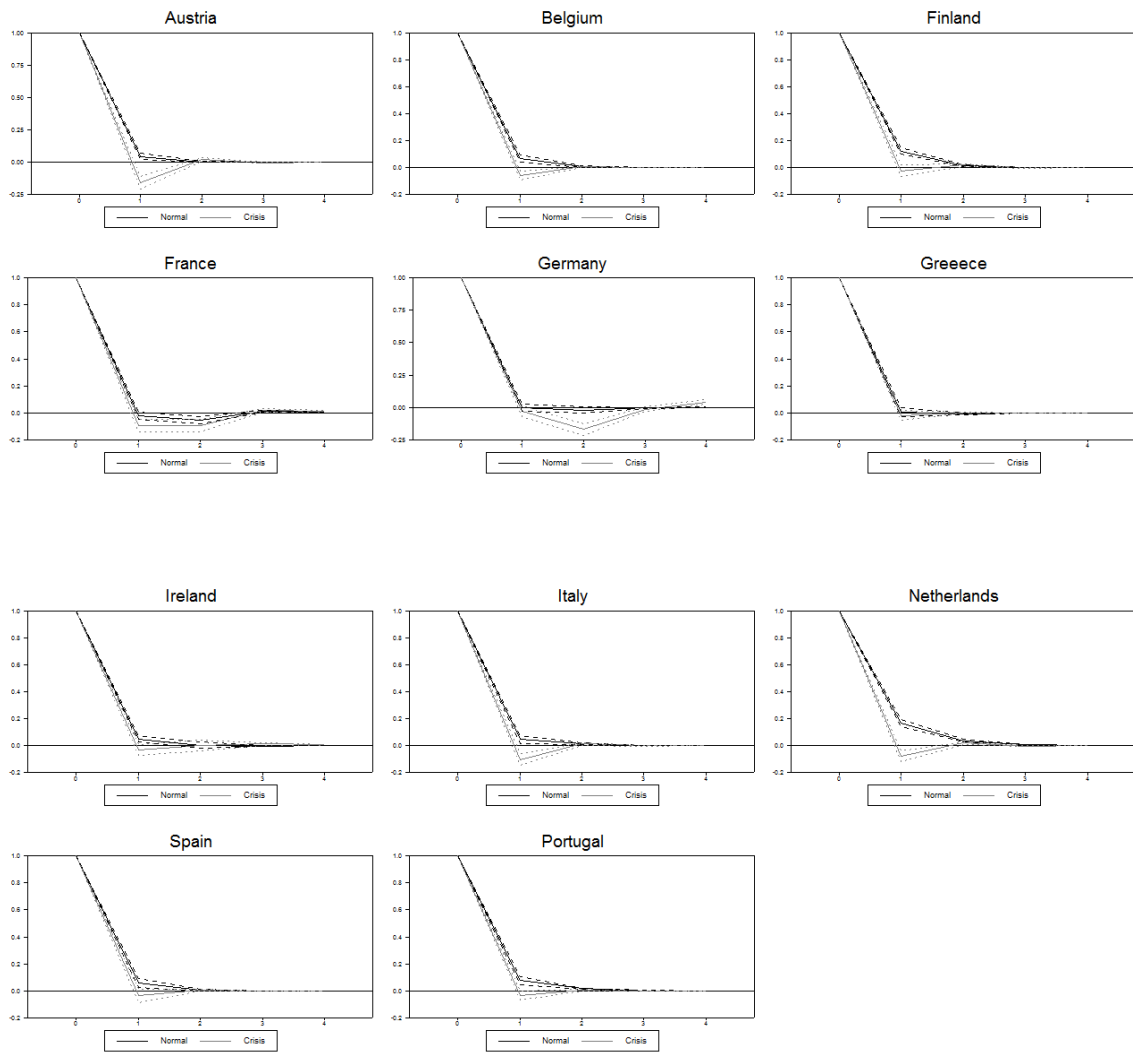 Austria
Belgium
Finland
1.00
0.75
0.50
0.25
0.00
-0.25
0 1 2 3 4
Normal Crisis
1.0
0.8
0.6
0.4
0.2
0.0
-0.2
0 1 2 3 4
Normal Crisis
1.0
0.8
0.6
0.4
0.2
0.0
-0.2
0 1 2 3 4
Normal Crisis
France
Germany
Greeece
1.0
0.8
0.6
0.4
0.2
0.0
-0.2
0 1 2 3 4
Normal Crisis
1.00
0.75
0.50
0.25
0.00
-0.25
0 1 2 3 4
Normal Crisis
1.0
0.8
0.6
0.4
0.2
0.0
-0.2
0 1 2 3 4
Normal Crisis
Ireland
Italy
Netherlands
1.0
0.8
0.6
0.4
0.2
0.0
-0.2
0 1 2 3 4
Normal Crisis
1.0
0.8
0.6
0.4
0.2
0.0
-0.2
0 1 2 3 4
Normal Crisis
1.0
0.8
0.6
0.4
0.2
0.0
-0.2
0 1 2 3 4
Normal Crisis
Spain
Portugal
1.0
0.8
0.6
0.4
0.2
0.0
-0.2
0 1 2 3 4
Normal Crisis
1.0
0.8
0.6
0.4
0.2
0.0
-0.2
0 1 2 3 4
Normal Crisis